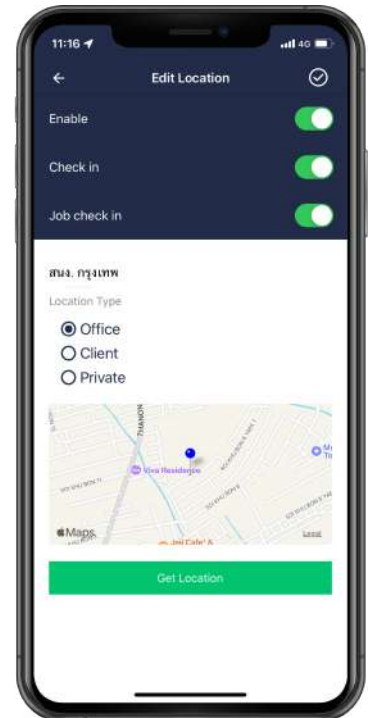 11:16
4G
Edit Location
Enable
Check in
Job check in
สนง. กรุงเทพ
Location Type
Office
Client
Private
THANON
Viva Residence
Maps
Legal
Get Location